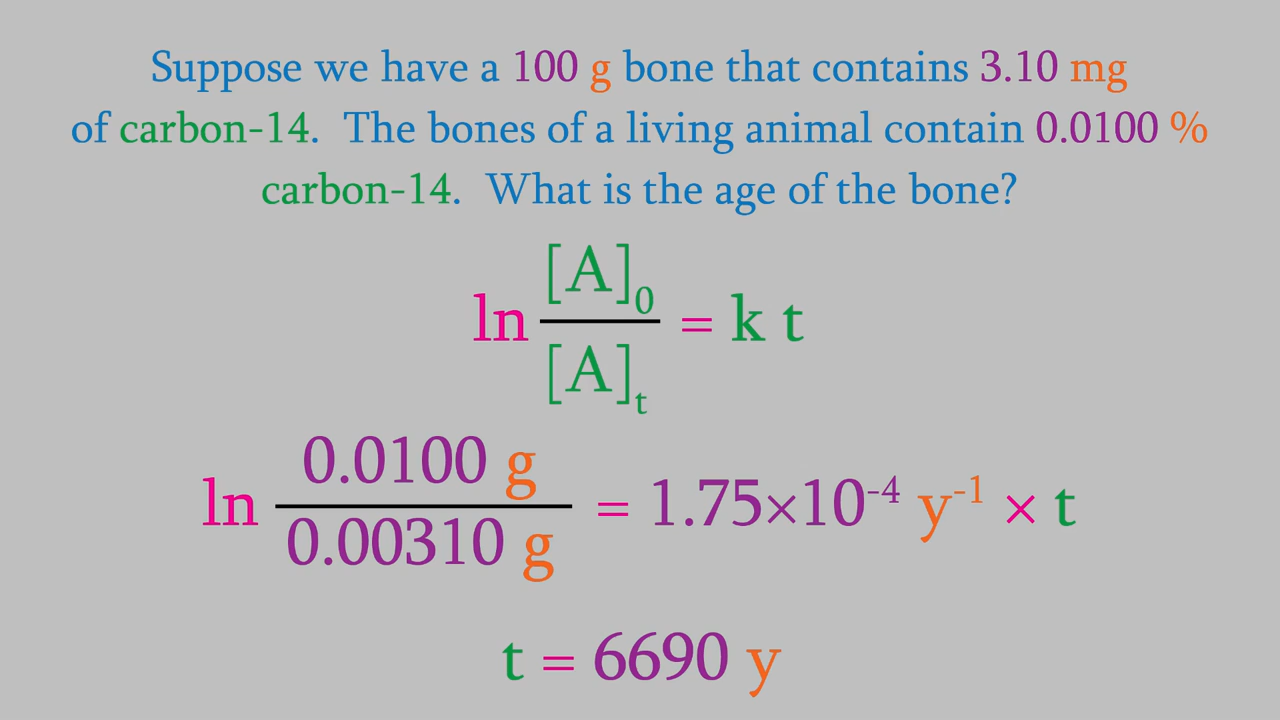 Suppose we have a 100 g bone that contains 3.10 mg
of carbon-14. The bones of a living animal contain 0.0100 %
carbon-14. What is the age of the bone?
ln [A]₀ / [A]ₜ = k t
ln 0.0100 g / 0.00310 g = 1.75×10⁻⁴ y⁻¹ × t
t = 6690 y